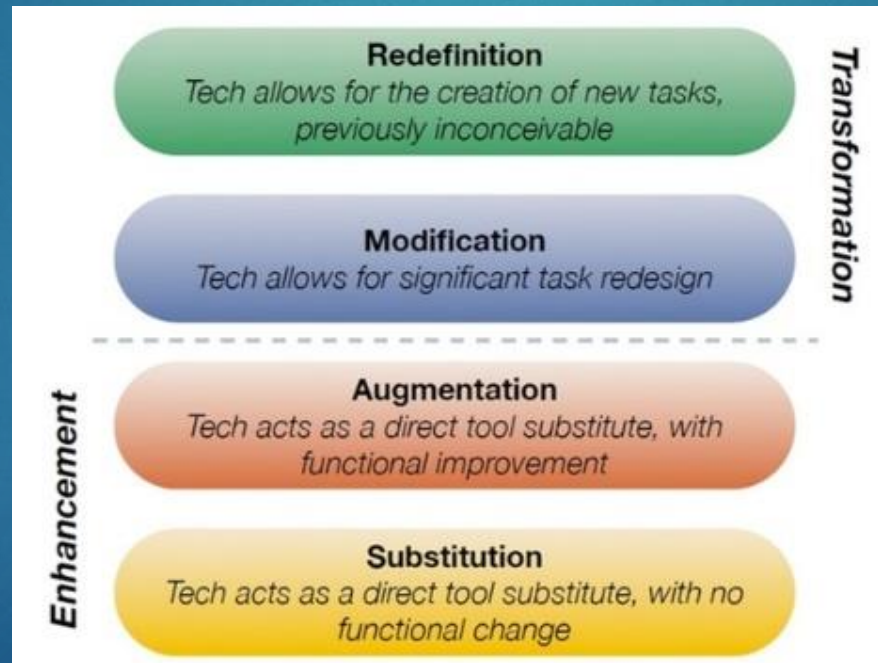 Redefinition
Tech allows for the creation of new tasks,
previously inconceivable
Transformation
Modification
Tech allows for significant task redesign
Augmentation
Tech acts as a direct tool substitute, with
functional improvement
Enhancement
Substitution
Tech acts as a direct tool substitute, with no
functional change